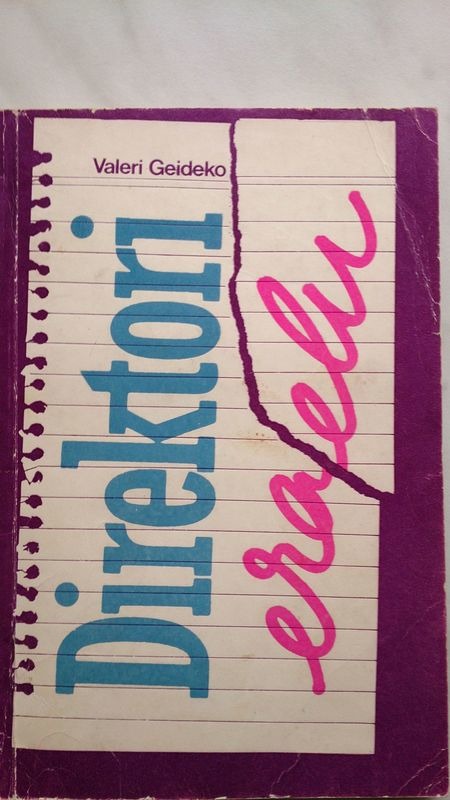 Valeri Geideko
Direktori
eraelu